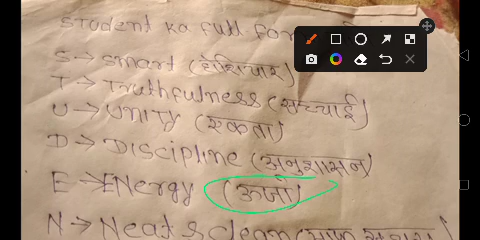 STUDENT Ka full For
S → Smart (होशियार)
T → Truthfulness (सच्चाई)
U → Unity (एकता)
D → Discipline (अनुशासन)
E → ENergy (ऊर्जा)
N → Neat & clean (साफ